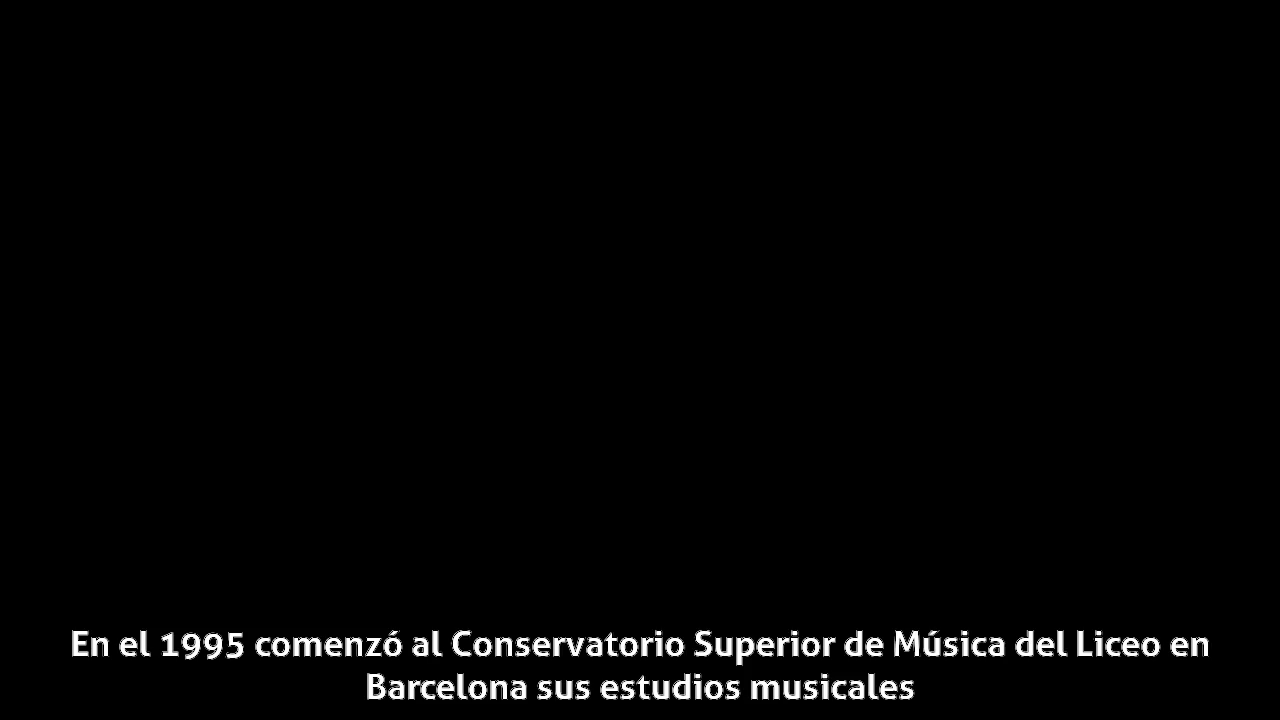 En el 1995 comenzó al Conservatorio Superior de Música del Liceo en
Barcelona sus estudios musicales